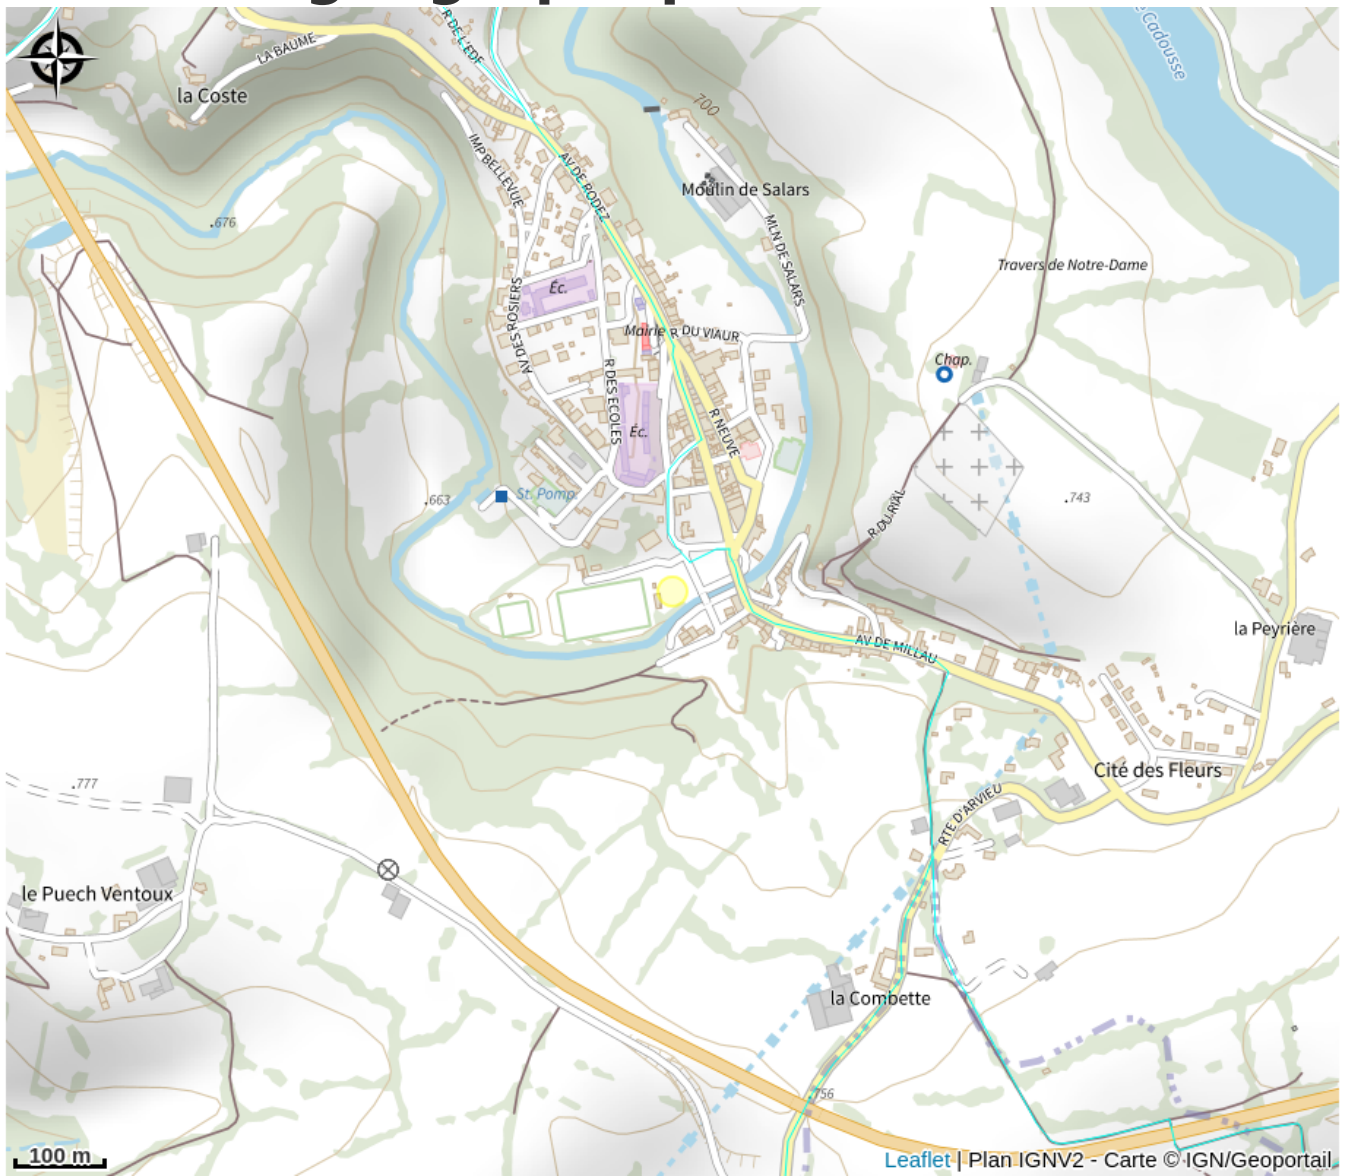 R DE L'EDF
LA BAUME
la Coste
Cadousse
700
IMP BELLEVUE
AV DE RODEZ
Moulin de Salars
MLN DE SALARS
.676
Travers de Notre-Dame
Éc.
AV DES ROSIERS
Mairie
R DU VIAUR
Chap.
R DES ECOLES
R NEUVE
Éc.
St. Pomp.
.663
.743
R DU RIAL
la Peyrière
AV DE MILLAU
.777
Cité des Fleurs
RTE D'ARVIEU
le Puech Ventoux
la Combette
.756
100 m
Leaflet | Plan IGNV2 - Carte © IGN/Geoportail